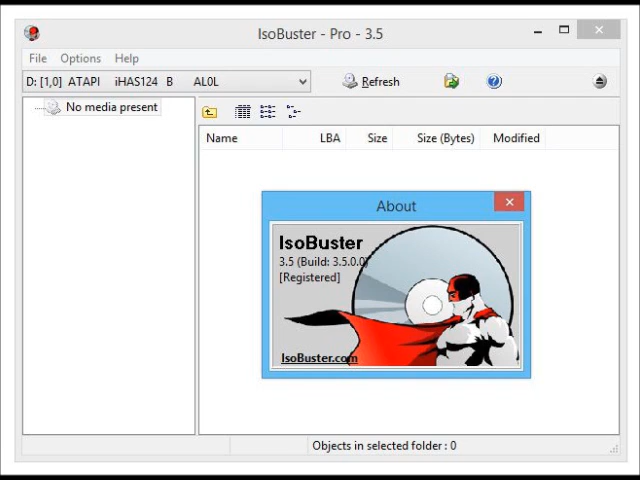 IsoBuster - Pro - 3.5
File Options Help
D: [1,0] ATAPI iHAS124 B AL0L
Refresh
No media present
Name LBA Size Size (Bytes) Modified
About
IsoBuster
3.5 (Build: 3.5.0.0)
[Registered]
IsoBuster.com
Objects in selected folder : 0